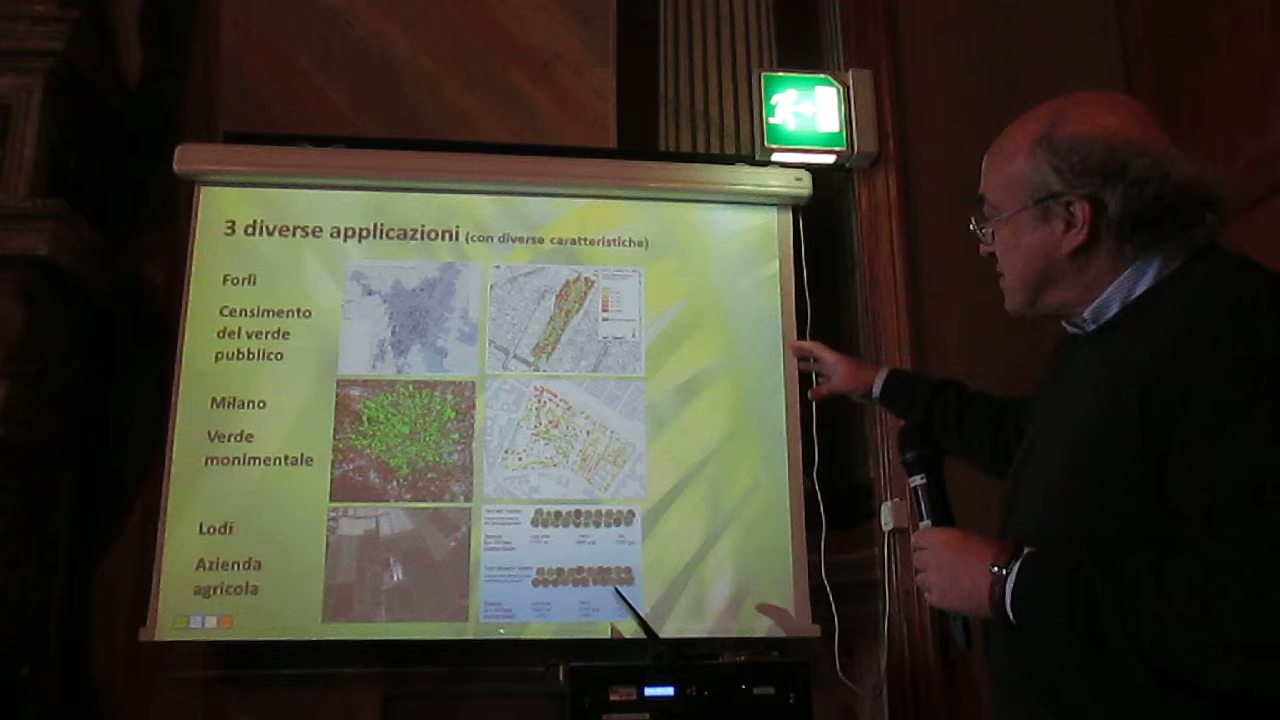 3 diverse applicazioni (con diverse caratteristiche)
Forlì
Censimento
del verde
pubblico
Milano
Verde
monimentale
Lodi
Azienda
agricola